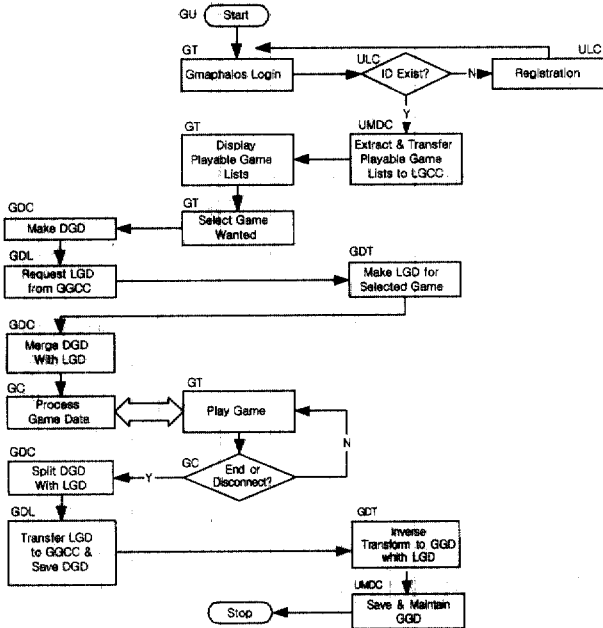 GU
Start
GT
ULC
ULC
Gmaphalos Login
ID Exist?
N
Registration
Y
GT
UMDC
Display
Playable Game
Lists
Extract & Transfer
Playable Game
Lists to LGCC
GT
Select Game
Wanted
GDC
Make DGD
GDL
Request LGD
from GGCC
GDT
Make LGD for
Selected Game
GDC
Merge DGD
With LGD
GC
Process
Game Data
GT
Play Game
N
GDC
Split DGD
With LGD
Y
GC
End or
Disconnect?
GDL
Transfer LGD
to GGCC &
Save DGD
GDT
Inverse
Transform to GGD
whith LGD
UMDC
Save & Maintain
GGD
Stop